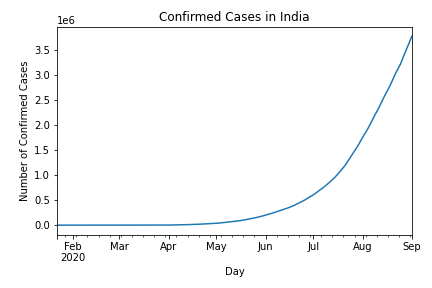 Confirmed Cases in India
1e6
3.5
3.0
2.5
2.0
1.5
1.0
0.5
0.0
Number of Confirmed Cases
Feb Mar Apr May Jun Jul Aug Sep
2020
Day